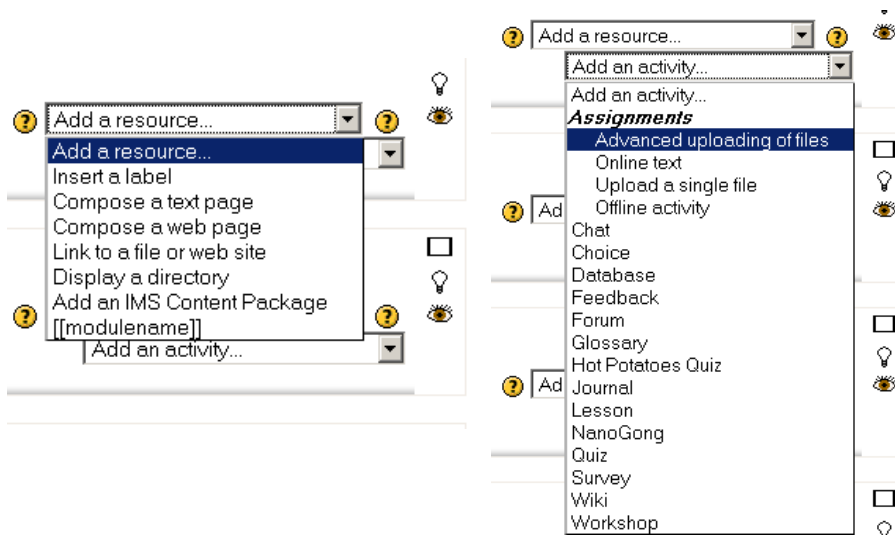 Add a resource...
Add a resource...
Insert a label
Compose a text page
Compose a web page
Link to a file or web site
Display a directory
Add an IMS Content Package
[[modulename]]
Add an activity...
Add a resource...
Add an activity...
Add an activity...
Assignments
Advanced uploading of files
Online text
Upload a single file
Offline activity
Ad
Chat
Choice
Database
Feedback
Forum
Glossary
Hot Potatoes Quiz
Ad
Journal
Lesson
NanoGong
Quiz
Survey
Wiki
Workshop